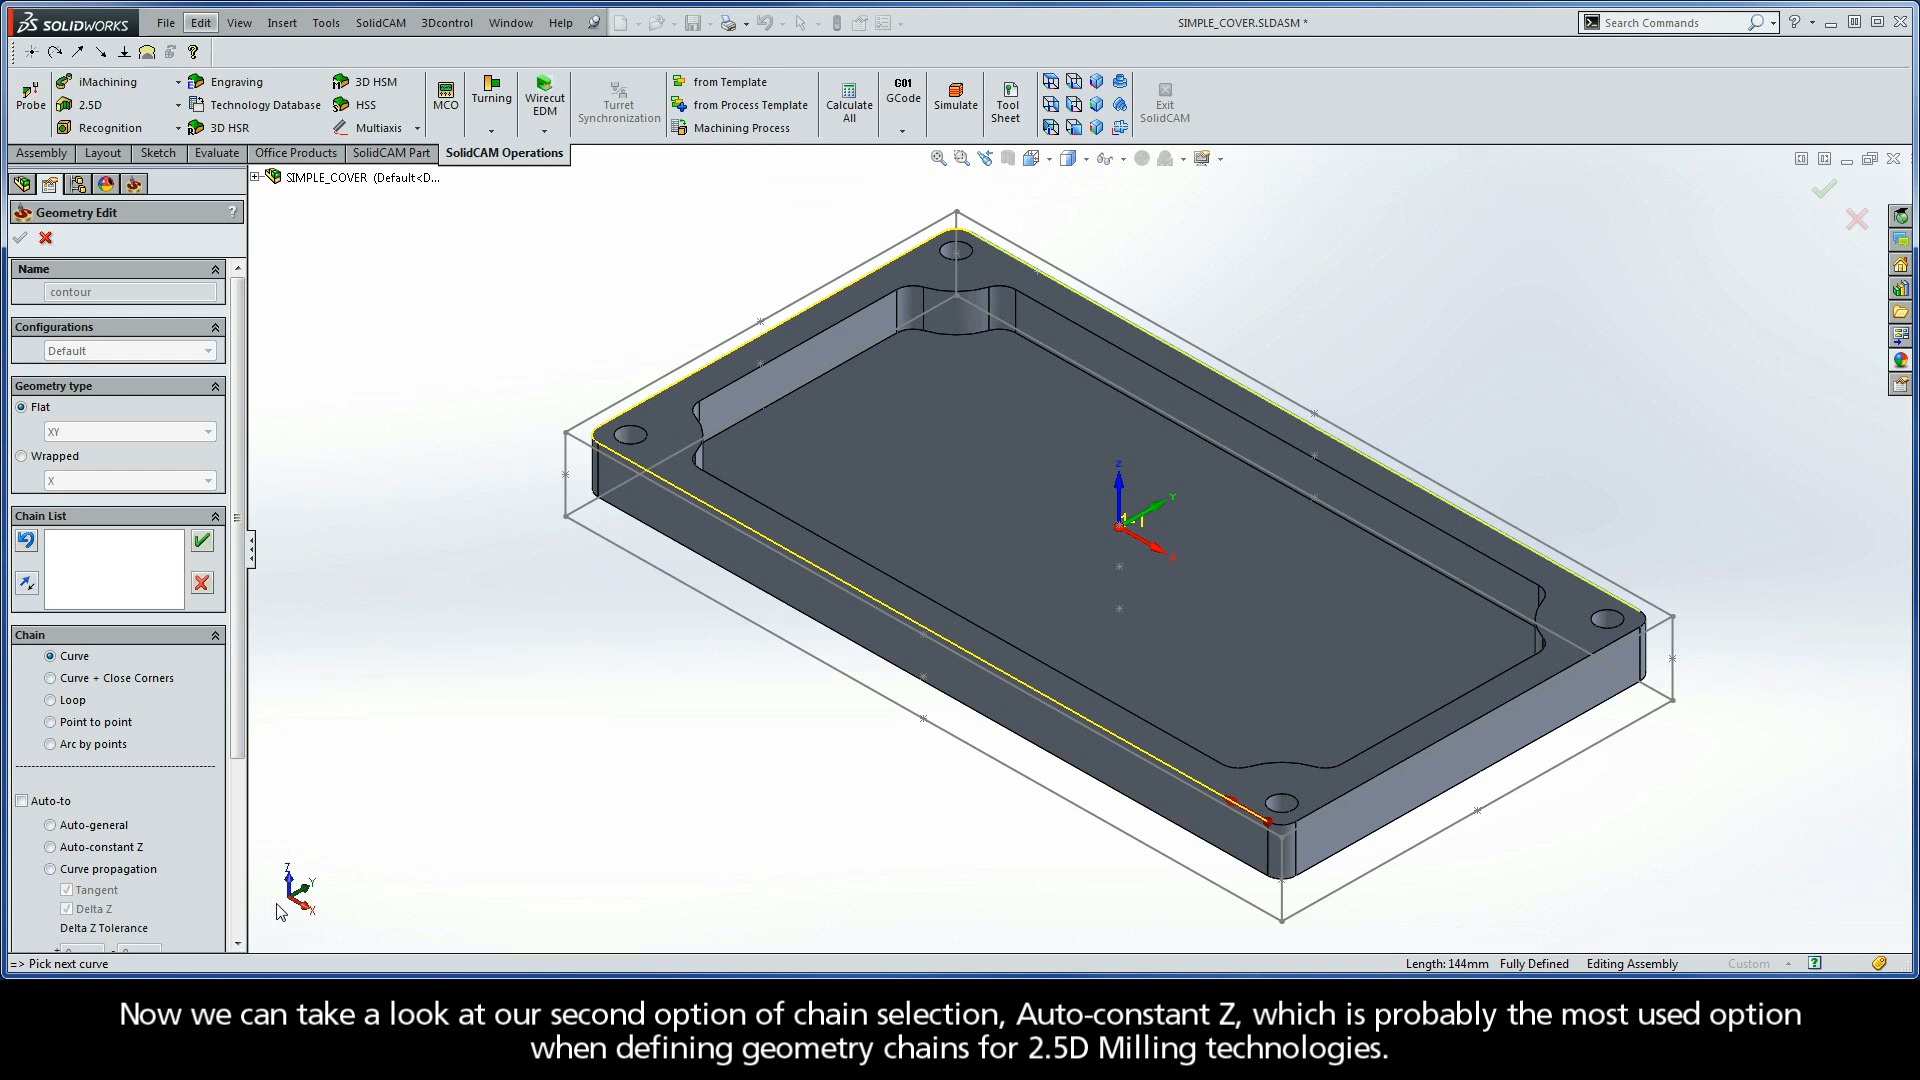 SOLIDWORKS
File Edit View Insert Tools SolidCAM 3Dcontrol Window Help
SIMPLE_COVER.SLDASM *
Search Commands
Probe
iMachining
2.5D
Recognition
Engraving
Technology Database
3D HSR
3D HSM
HSS
Multiaxis
MCO
Turning
Wirecut
EDM
Turret
Synchronization
from Template
from Process Template
Machining Process
Calculate
All
G01
GCode
Simulate
Tool
Sheet
Exit
SolidCAM
Assembly Layout Sketch Evaluate Office Products SolidCAM Part SolidCAM Operations
SIMPLE_COVER (Default<D...
Geometry Edit ?
Name
contour
Configurations
Default
Geometry type
Flat
XY
Wrapped
X
Chain List
Chain
Curve
Curve + Close Corners
Loop
Point to point
Arc by points
Auto-to
Auto-general
Auto-constant Z
Curve propagation
Tangent
Delta Z
Delta Z Tolerance
Z
Y
X
Z
Y
X
=> Pick next curve
Length: 144mm Fully Defined Editing Assembly Custom
Now we can take a look at our second option of chain selection, Auto-constant Z, which is probably the most used option
when defining geometry chains for 2.5D Milling technologies.